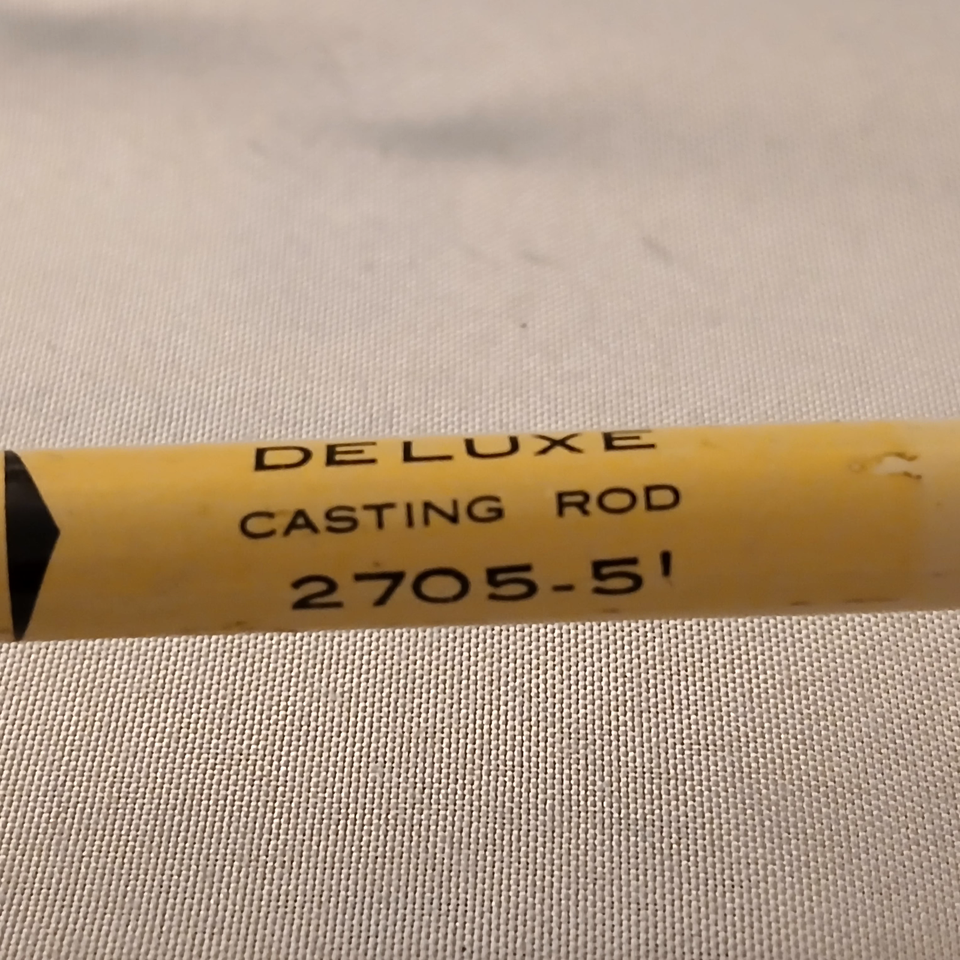 DELUXE
CASTING ROD
2705-5'